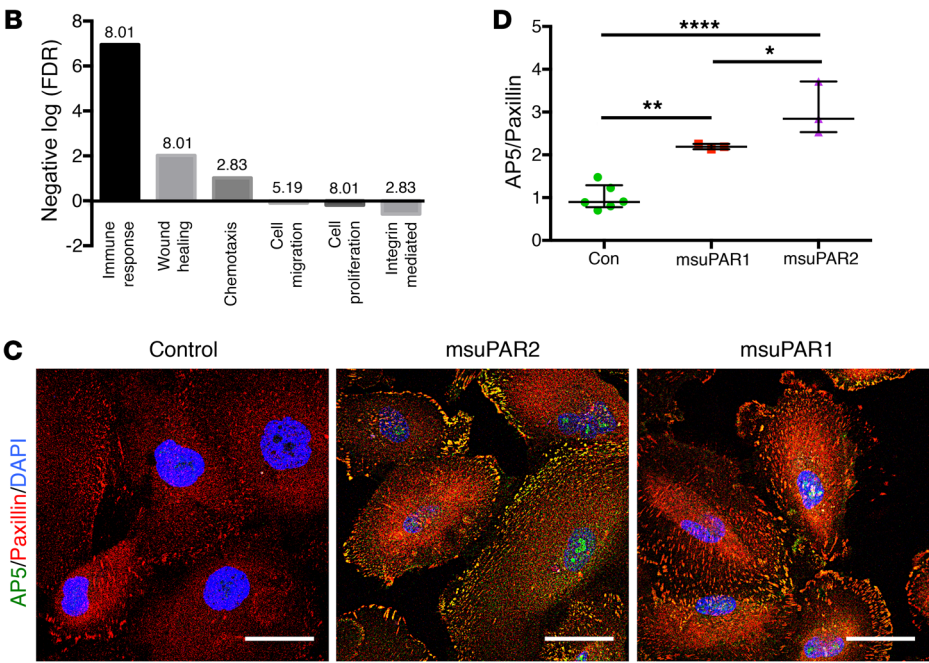 B
Negative log (FDR)
8
6
4
2
0
-2
8.01
8.01
2.83
5.19
8.01
2.83
Immune
response
Wound
healing
Chemotaxis
Cell
migration
Cell
proliferation
Integrin
mediated
D
AP5/Paxillin
5
4
3
2
1
0
****
*
**
Con
msuPAR1
msuPAR2
C
Control
msuPAR2
msuPAR1
AP5/Paxillin/DAPI